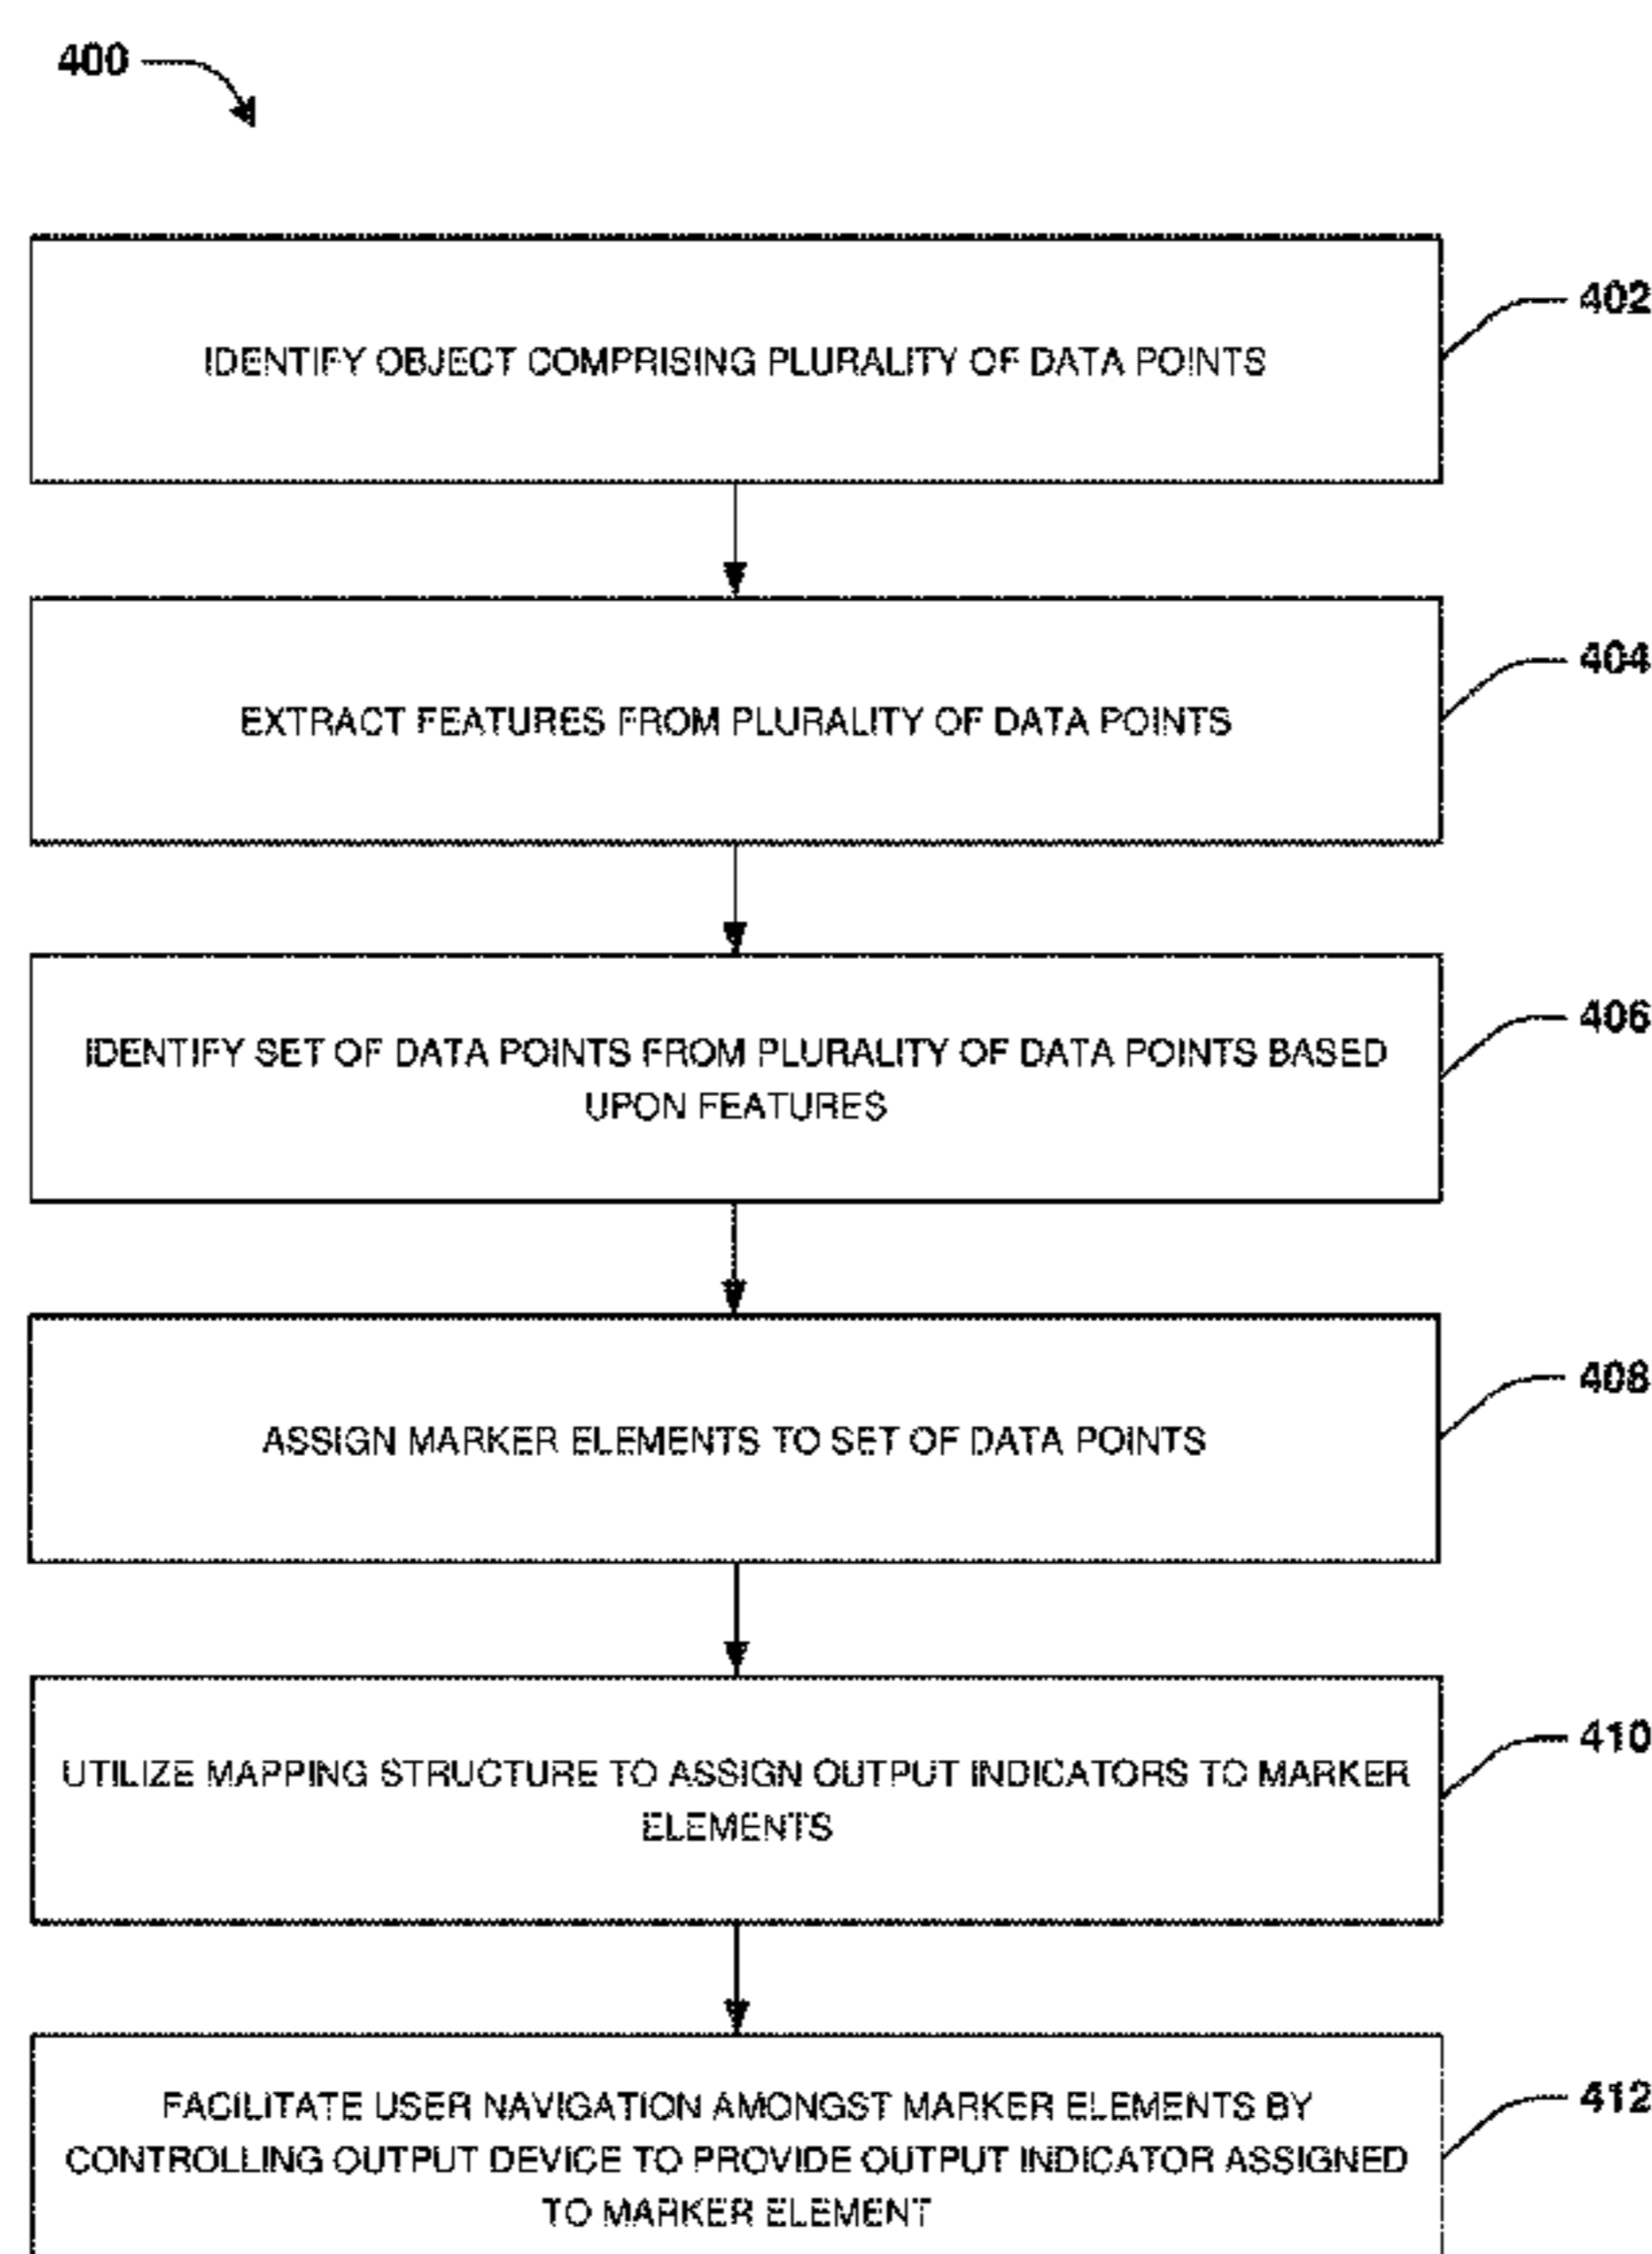 400
IDENTIFY OBJECT COMPRISING PLURALITY OF DATA POINTS
402
EXTRACT FEATURES FROM PLURALITY OF DATA POINTS
404
IDENTIFY SET OF DATA POINTS FROM PLURALITY OF DATA POINTS BASED
UPON FEATURES
406
ASSIGN MARKER ELEMENTS TO SET OF DATA POINTS
408
UTILIZE MAPPING STRUCTURE TO ASSIGN OUTPUT INDICATORS TO MARKER
ELEMENTS
410
FACILITATE USER NAVIGATION AMONGST MARKER ELEMENTS BY
CONTROLLING OUTPUT DEVICE TO PROVIDE OUTPUT INDICATOR ASSIGNED
TO MARKER ELEMENT
412